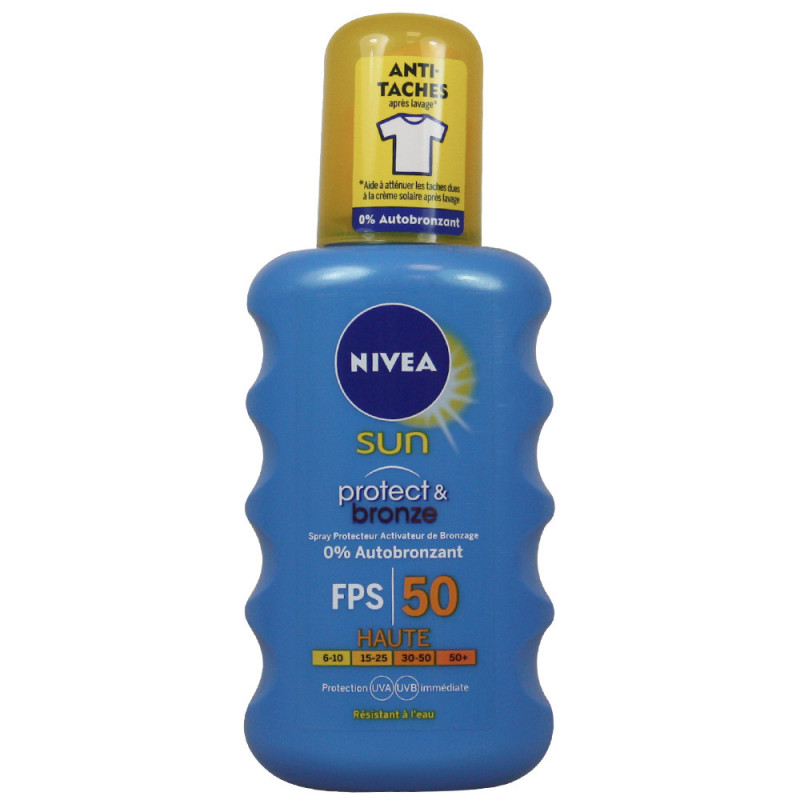 ANTI-
TACHES
après lavage*
*Aide à atténuer les taches dues
à la crème solaire après lavage
0% Autobronzant
NIVEA
sun
protect &
bronze
Spray Protecteur Activateur de Bronzage
0% Autobronzant
FPS 50
HAUTE
6-10 15-25 30-50 50+
Protection UVA UVB immédiate
Résistant à l'eau